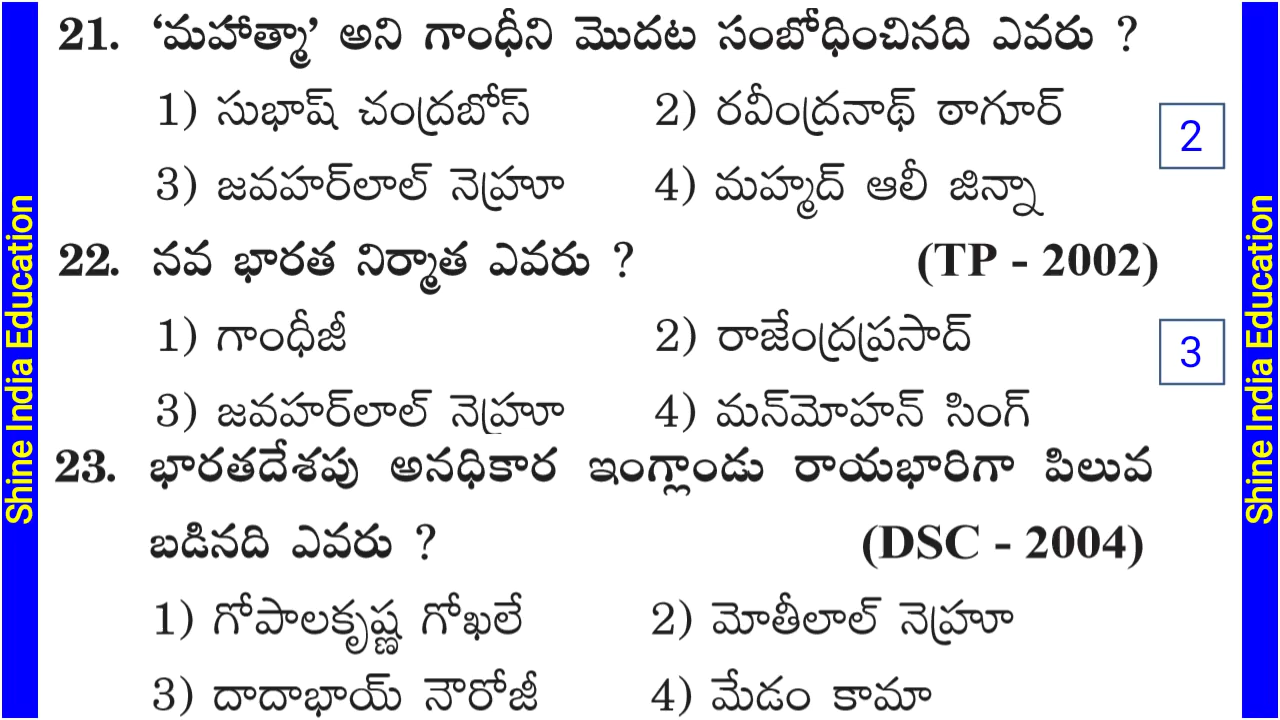 Shine India Education
21. ‘మహాత్మా’ అని గాంధీని మొదట సంబోధించినది ఎవరు ?
1) సుభాష్ చంద్రబోస్ 2) రవీంద్రనాథ్ ఠాగూర్
2
3) జవహర్‌లాల్ నెహ్రూ 4) మహ్మద్ ఆలీ జిన్నా
22. నవ భారత నిర్మాత ఎవరు ? (TP - 2002)
1) గాంధీజీ 2) రాజేంద్రప్రసాద్
3
3) జవహర్‌లాల్ నెహ్రూ 4) మన్‌మోహన్ సింగ్
23. భారతదేశపు అనధికార ఇంగ్లాండు రాయభారిగా పిలువ
బడినది ఎవరు ? (DSC - 2004)
1) గోపాలకృష్ణ గోఖలే 2) మోతీలాల్ నెహ్రూ
3) దాదాభాయ్ నౌరోజీ 4) మేడం కామా
Shine India Education